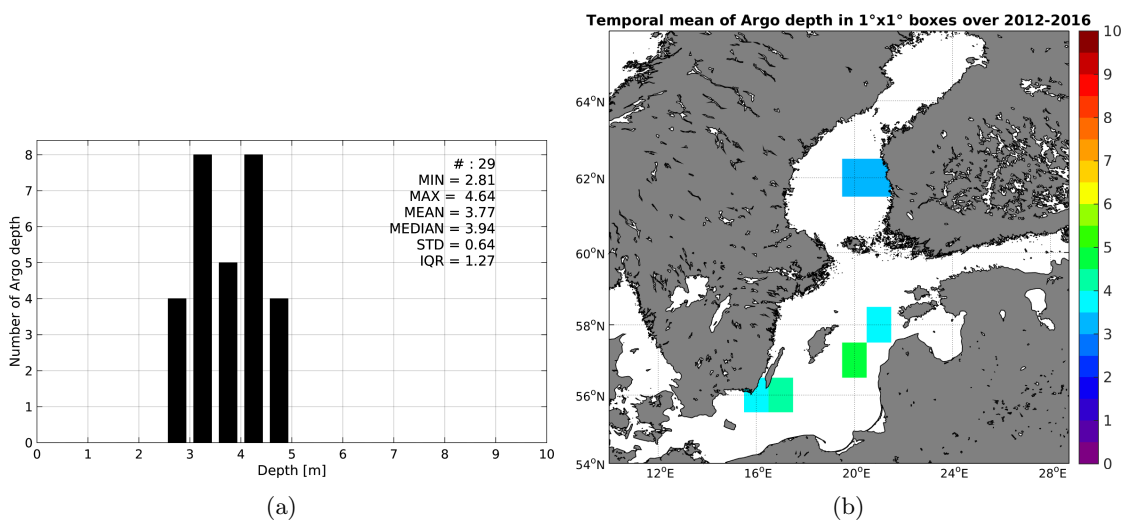 Temporal mean of Argo depth in 1°x1° boxes over 2012-2016
Number of Argo depth
8
7
6
5
4
3
2
1
0
# : 29
MIN = 2.81
MAX = 4.64
MEAN = 3.77
MEDIAN = 3.94
STD = 0.64
IQR = 1.27
0 1 2 3 4 5 6 7 8 9 10
Depth [m]
(a)
64°N
62°N
60°N
58°N
56°N
54°N
12°E 16°E 20°E 24°E 28°E
10
9
8
7
6
5
4
3
2
1
0
(b)